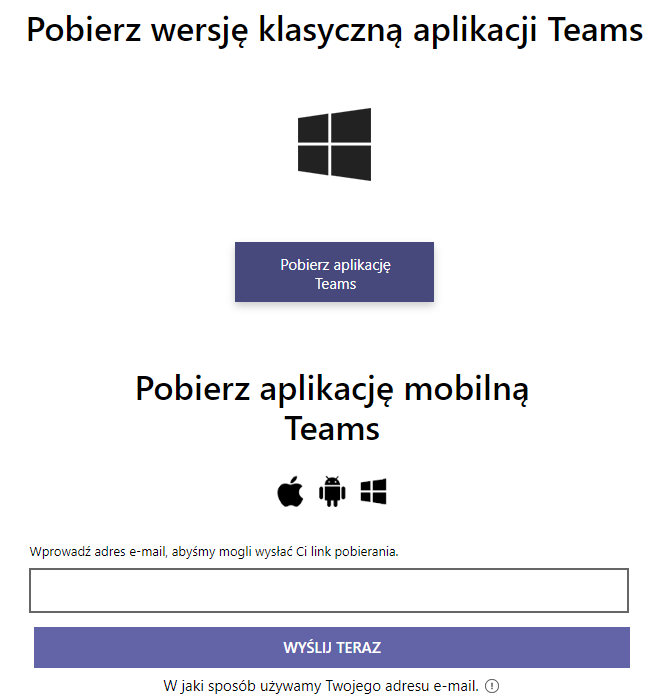 Pobierz wersję klasyczną aplikacji Teams
Pobierz aplikację
Teams
Pobierz aplikację mobilną
Teams
Wprowadź adres e-mail, abyśmy mogli wysłać Ci link pobierania.
WYŚLIJ TERAZ
W jaki sposób używamy Twojego adresu e-mail.